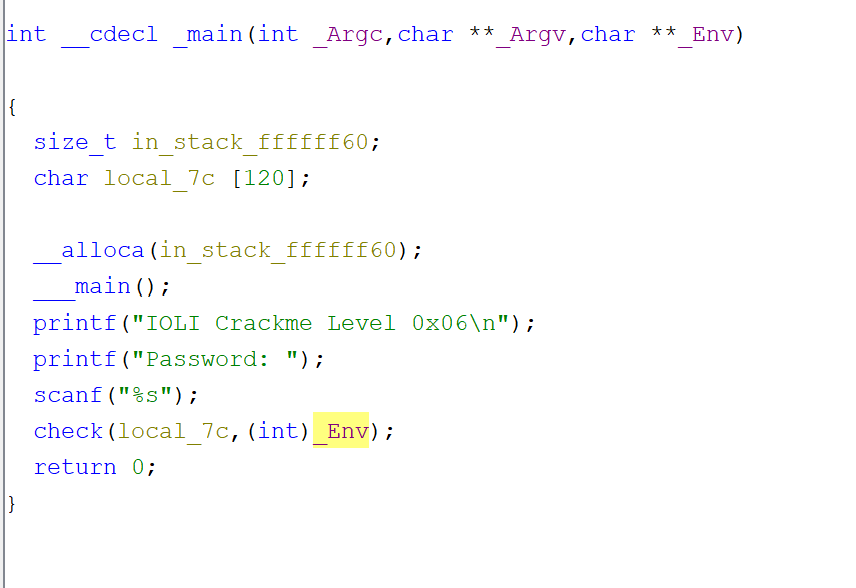 int __cdecl _main(int _Argc,char **_Argv,char **_Env)
{
size_t in_stack_ffffff60;
char local_7c [120];
__alloca(in_stack_ffffff60);
___main();
printf("IOLI Crackme Level 0x06\n");
printf("Password: ");
scanf("%s");
check(local_7c,(int)_Env);
return 0;
}